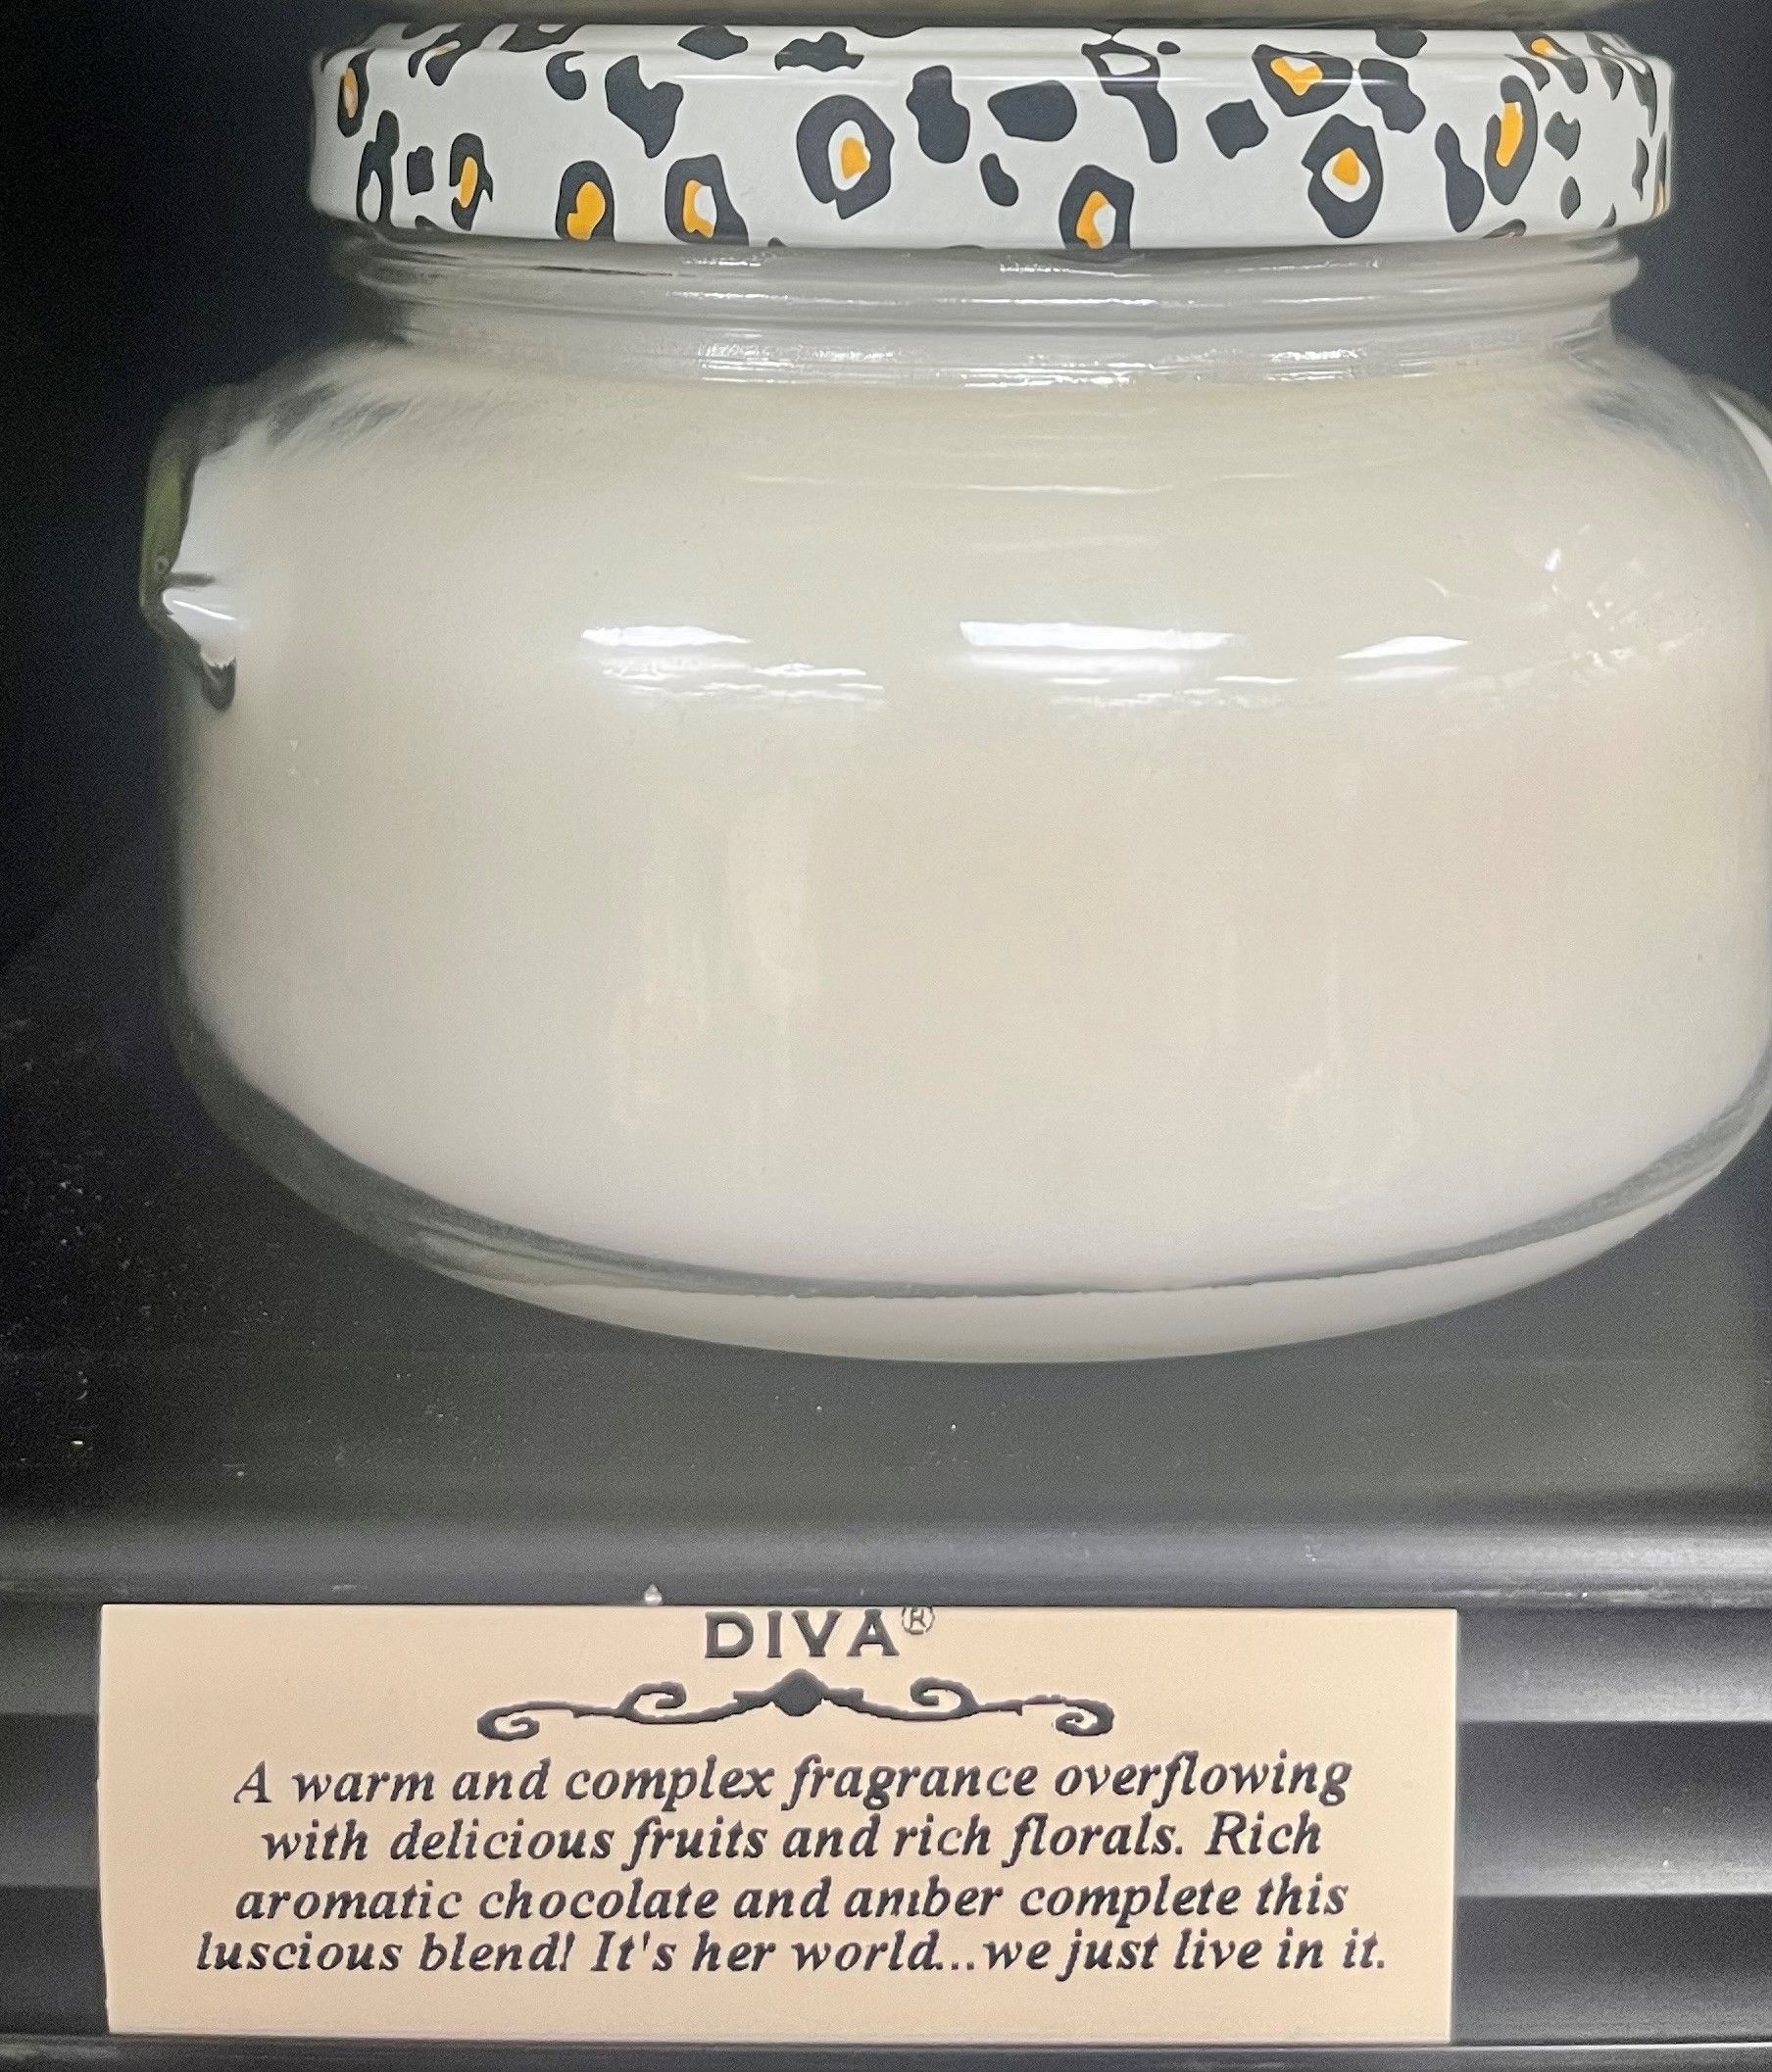 DIVA®
A warm and complex fragrance overflowing
with delicious fruits and rich florals. Rich
aromatic chocolate and amber complete this
luscious blend! It's her world...we just live in it.